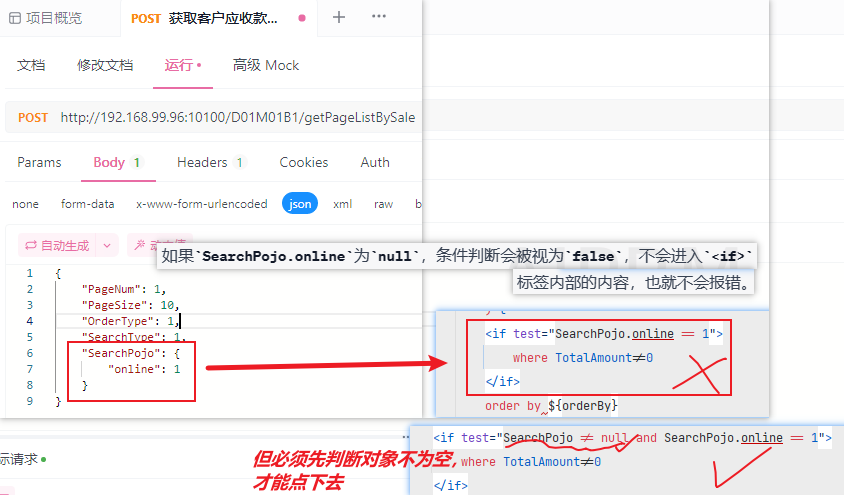 项目概览
POST 获取客户应收款...
文档 修改文档 运行 高级 Mock
POST http://192.168.99.96:10100/D01M01B1/getPageListBySale
Params Body 1 Headers 1 Cookies Auth
none form-data x-www-form-urlencoded json xml raw b
自动生成
如果`SearchPojo.online`为`null`，条件判断会被视为`false`，不会进入`<if>`
标签内部的内容，也就不会报错。
1 {
2 "PageNum": 1,
3 "PageSize": 10,
4 "OrderType": 1,
5 "SearchType": 1,
6 "SearchPojo": {
7 "online": 1
8 }
9 }
<if test="SearchPojo.online == 1">
where TotalAmount≠0
</if>
order by ${orderBy}
<if test="SearchPojo ≠ null and SearchPojo.online == 1">
where TotalAmount≠0
</if>
但必须先判断对象不为空，
才能点下去
际请求